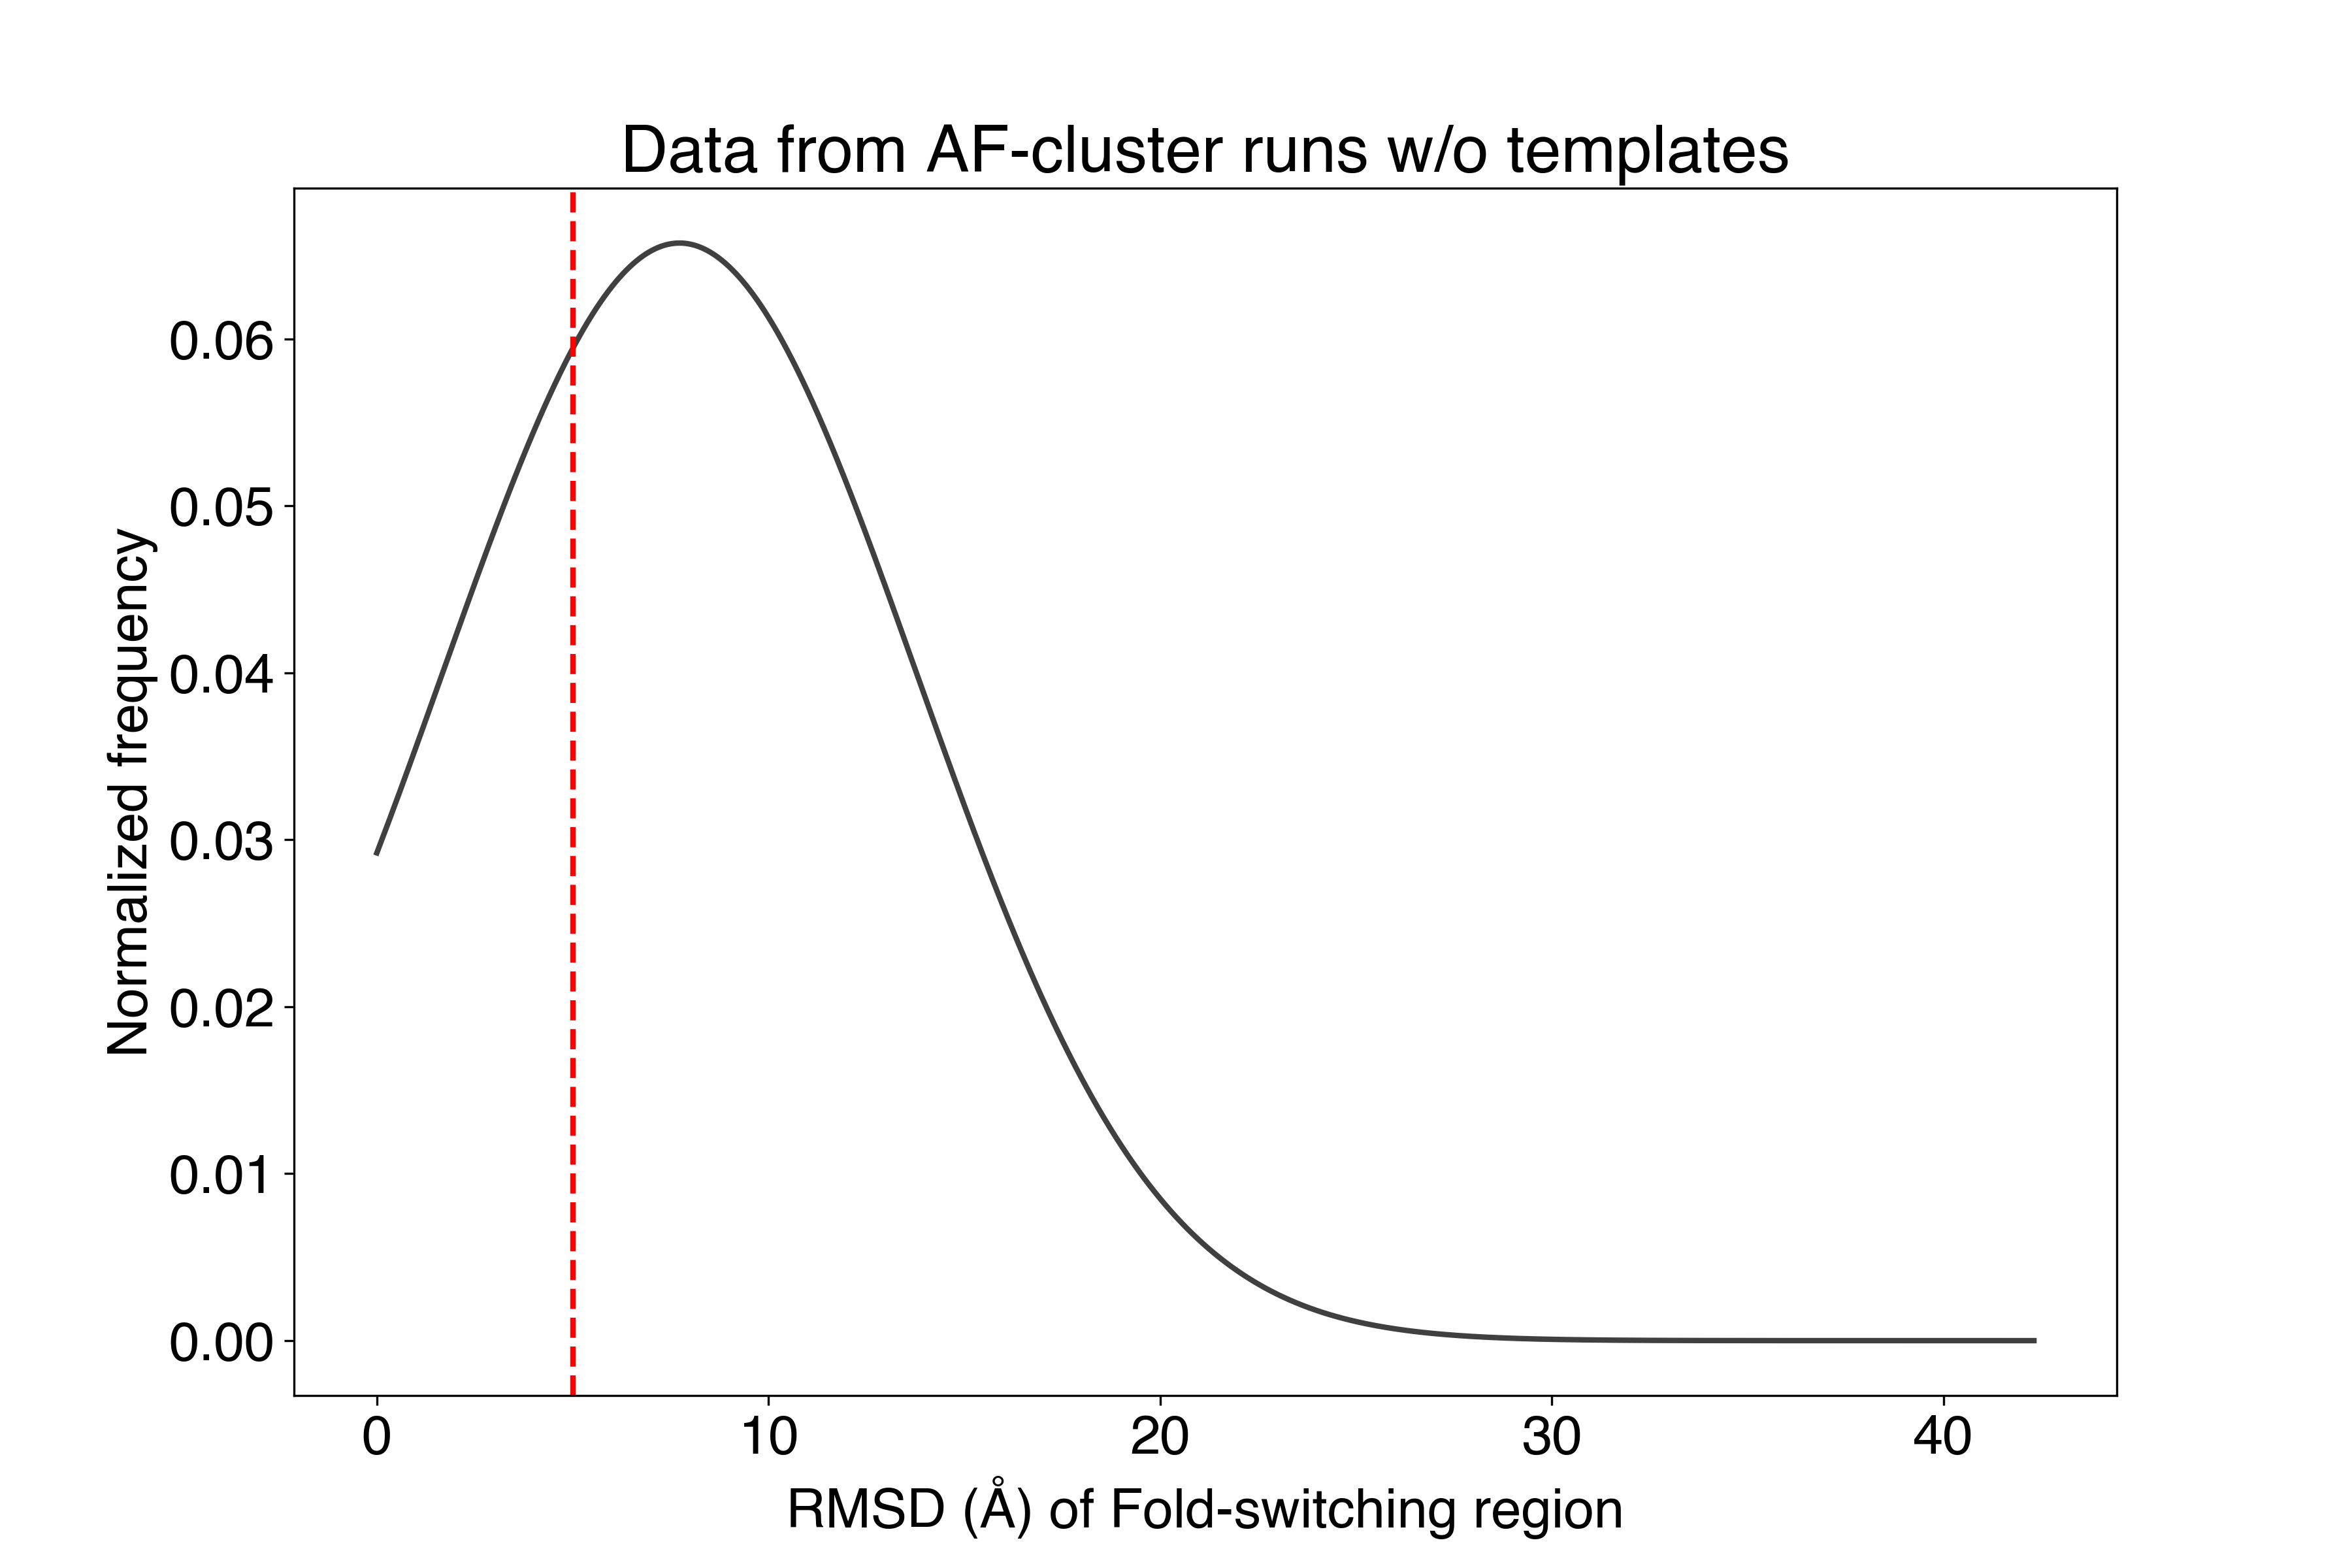 Data from AF-cluster runs w/o templates
Normalized frequency
0.06
0.05
0.04
0.03
0.02
0.01
0.00
0 10 20 30 40
RMSD (Å) of Fold-switching region